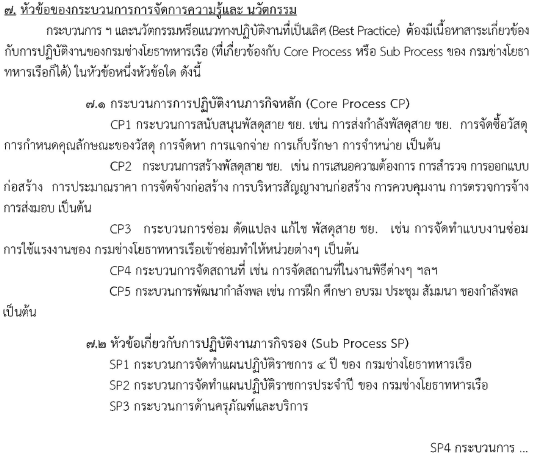 ๗. หัวข้อของกระบวนการการจัดการความรู้และ นวัตกรรม
กระบวนการ ฯ และนวัตกรรมหรือแนวทางปฏิบัติงานที่เป็นเลิศ (Best Practice) ต้องมีเนื้อหาสาระเกี่ยวข้อง
กับการปฏิบัติงานของกรมช่างโยธาทหารเรือ (ที่เกี่ยวข้องกับ Core Process หรือ Sub Process ของ กรมช่างโยธา
ทหารเรือก็ได้) ในหัวข้อหนึ่งหัวข้อใด ดังนี้
๗.๑ กระบวนการการปฏิบัติงานภารกิจหลัก (Core Process CP)
CP1 กระบวนการสนับสนุนพัสดุสาย ชย. เช่น การส่งกำลังพัสดุสาย ชย. การจัดซื้อวัสดุ
การกำหนดคุณลักษณะของวัสดุ การจัดหา การแจกจ่าย การเก็บรักษา การจำหน่าย เป็นต้น
CP2 กระบวนการสร้างพัสดุสาย ชย. เช่น การเสนอความต้องการ การสำรวจ การออกแบบ
ก่อสร้าง การประมาณราคา การจัดจ้างก่อสร้าง การบริหารสัญญางานก่อสร้าง การควบคุมงาน การตรวจการจ้าง
การส่งมอบ เป็นต้น
CP3 กระบวนการซ่อม ดัดแปลง แก้ไข พัสดุสาย ชย. เช่น การจัดทำแบบงานซ่อม
การใช้แรงงานของ กรมช่างโยธาทหารเรือเข้าซ่อมทำให้หน่วยต่างๆ เป็นต้น
CP4 กระบวนการจัดสถานที่ เช่น การจัดสถานที่ในงานพิธีต่างๆ ฯลฯ
CP5 กระบวนการพัฒนากำลังพล เช่น การฝึก ศึกษา อบรม ประชุม สัมมนา ของกำลังพล
เป็นต้น
๗.๒ หัวข้อเกี่ยวกับการปฏิบัติงานภารกิจรอง (Sub Process SP)
SP1 กระบวนการจัดทำแผนปฏิบัติราชการ ๔ ปี ของ กรมช่างโยธาทหารเรือ
SP2 กระบวนการจัดทำแผนปฏิบัติราชการประจำปี ของ กรมช่างโยธาทหารเรือ
SP3 กระบวนการด้านครุภัณฑ์และบริการ
SP4 กระบวนการ ...